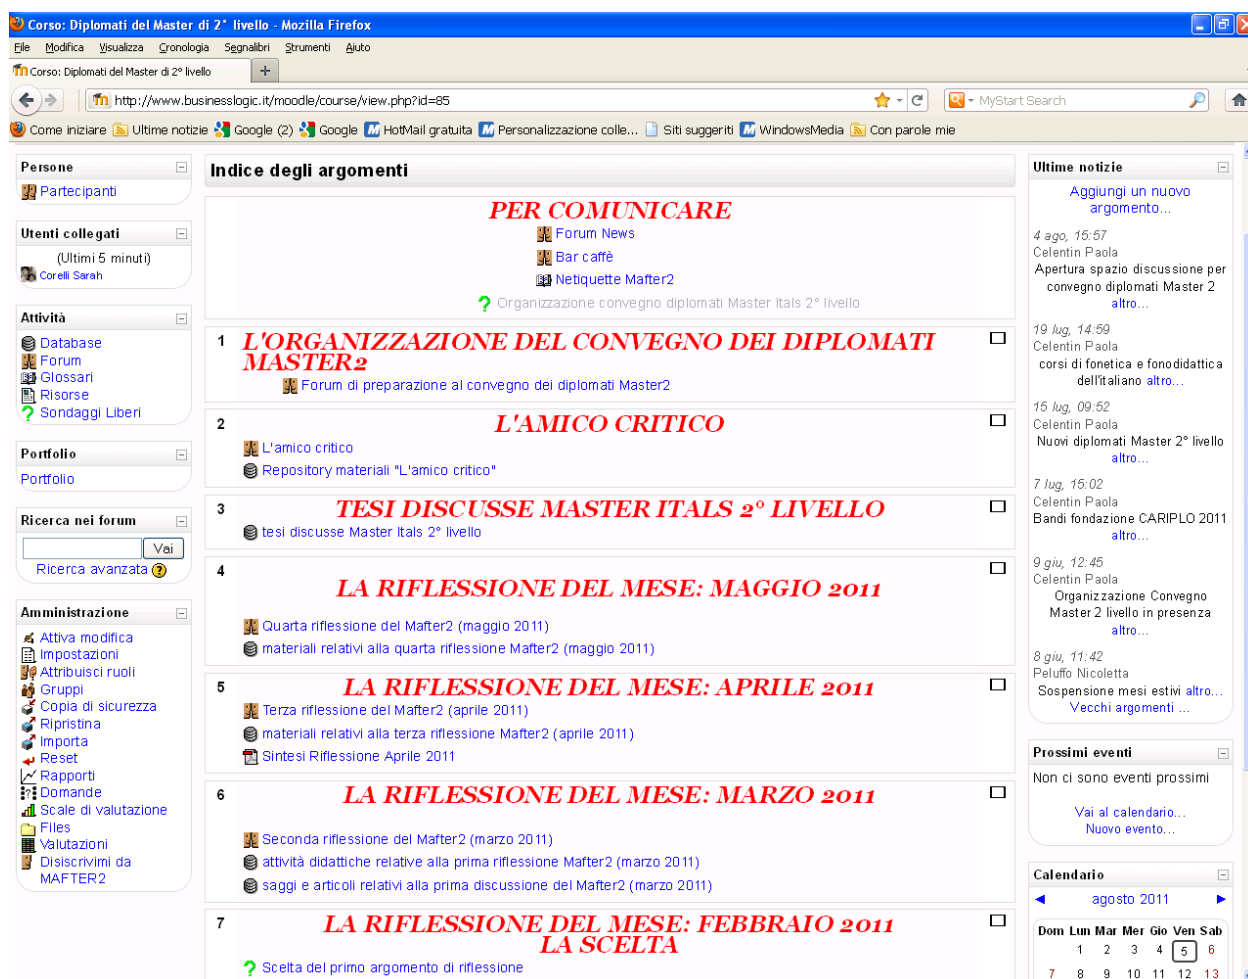 Corso: Diplomati del Master di 2° livello - Mozilla Firefox
File Modifica Visualizza Cronologia Segnalibri Strumenti Aiuto
Corso: Diplomati del Master di 2° livello
http://www.businesslogic.it/moodle/course/view.php?id=85
MyStart Search
Come iniziare Ultime notizie Google (2) Google HotMail gratuita Personalizzazione colle... Siti suggeriti WindowsMedia Con parole mie
Persone
Partecipanti
Utenti collegati
(Ultimi 5 minuti)
Corelli Sarah
Attività
Database
Forum
Glossari
Risorse
Sondaggi Liberi
Portfolio
Portfolio
Ricerca nei forum
Vai
Ricerca avanzata
Amministrazione
Attiva modifica
Impostazioni
Attribuisci ruoli
Gruppi
Copia di sicurezza
Ripristina
Importa
Reset
Rapporti
Domande
Scale di valutazione
Files
Valutazioni
Disiscrivimi da
MAFTER2
Indice degli argomenti
PER COMUNICARE
Forum News
Bar caffè
Netiquette Mafter2
Organizzazione convegno diplomati Master Itals 2° livello
1 L'ORGANIZZAZIONE DEL CONVEGNO DEI DIPLOMATI
MASTER2
Forum di preparazione al convegno dei diplomati Master2
2 L'AMICO CRITICO
L'amico critico
Repository materiali "L'amico critico"
3 TESI DISCUSSE MASTER ITALS 2° LIVELLO
tesi discusse Master Itals 2° livello
4
LA RIFLESSIONE DEL MESE: MAGGIO 2011
Quarta riflessione del Mafter2 (maggio 2011)
materiali relativi alla quarta riflessione Mafter2 (maggio 2011)
5 LA RIFLESSIONE DEL MESE: APRILE 2011
Terza riflessione del Mafter2 (aprile 2011)
materiali relativi alla terza riflessione Mafter2 (aprile 2011)
Sintesi Riflessione Aprile 2011
6 LA RIFLESSIONE DEL MESE: MARZO 2011
Seconda riflessione del Mafter2 (marzo 2011)
attività didattiche relative alla prima riflessione Mafter2 (marzo 2011)
saggi e articoli relativi alla prima discussione del Mafter2 (marzo 2011)
7 LA RIFLESSIONE DEL MESE: FEBBRAIO 2011
LA SCELTA
Scelta del primo argomento di riflessione
Ultime notizie
Aggiungi un nuovo
argomento...
4 ago, 15:57
Celentin Paola
Apertura spazio discussione per
convegno diplomati Master 2
altro...
19 lug, 14:59
Celentin Paola
corsi di fonetica e fonodidattica
dell'italiano altro...
15 lug, 09:52
Celentin Paola
Nuovi diplomati Master 2° livello
altro...
7 lug, 15:02
Celentin Paola
Bandi fondazione CARIPLO 2011
altro...
9 giu, 12:45
Celentin Paola
Organizzazione Convegno
Master 2 livello in presenza
altro...
8 giu, 11:42
Peluffo Nicoletta
Sospensione mesi estivi altro...
Vecchi argomenti ...
Prossimi eventi
Non ci sono eventi prossimi
Vai al calendario...
Nuovo evento...
Calendario
agosto 2011
Dom Lun Mar Mer Gio Ven Sab
1 2 3 4 5 6
7 8 9 10 11 12 13